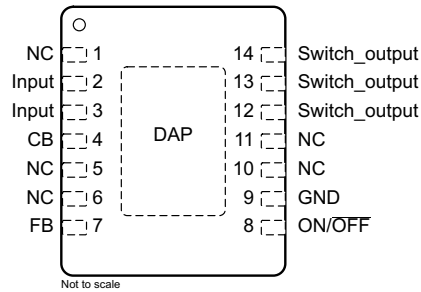 NC 1 14 Switch_output
Input 2 13 Switch_output
Input 3 12 Switch_output
CB 4 DAP 11 NC
NC 5 10 NC
NC 6 9 GND
FB 7 8 ON/OFF
Not to scale